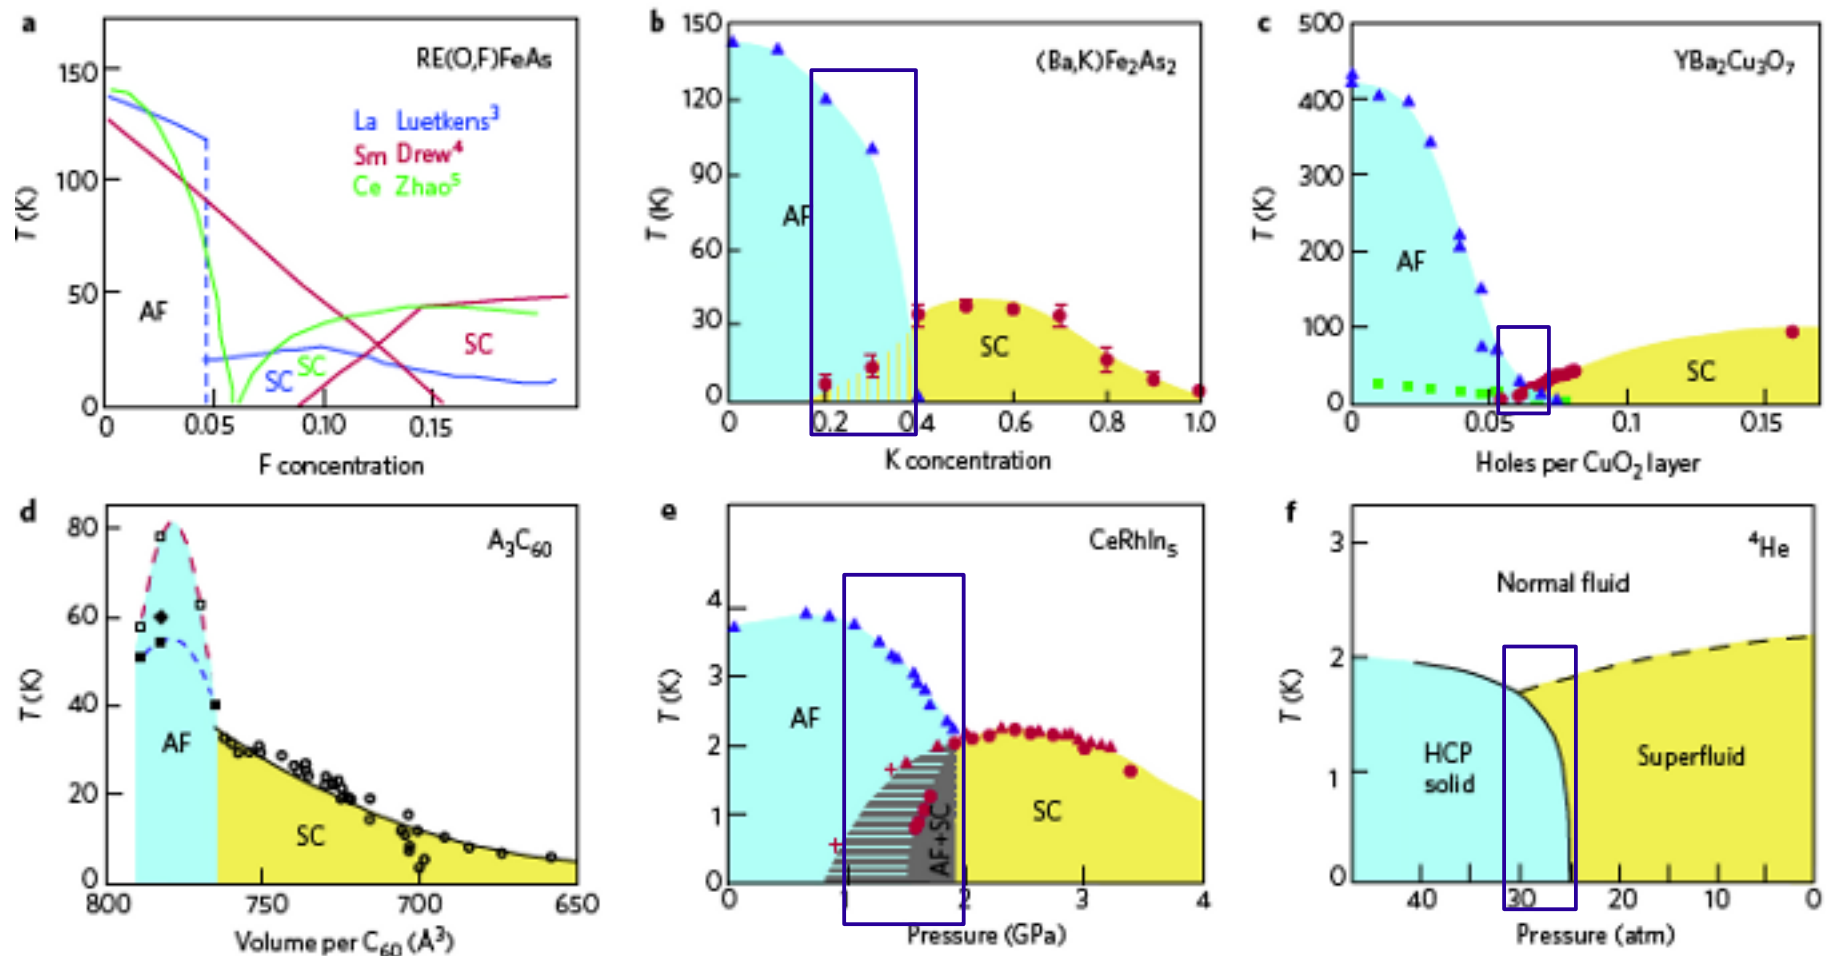 a
RE(O,F)FeAs
La Luetkens³
Sm Drew⁴
Ce Zhao⁵
AF
SC
SC
SC
150
100
50
0
T (K)
0 0.05 0.10 0.15
F concentration
b
(Ba,K)Fe₂As₂
AF
SC
150
120
90
60
30
0
T (K)
0 0.2 0.4 0.6 0.8 1.0
K concentration
c
YBa₂Cu₃O₇
AF
SC
500
400
300
200
100
0
T (K)
0 0.05 0.1 0.15
Holes per CuO₂ layer
d
A₃C₆₀
AF
SC
80
60
40
20
0
T (K)
800 750 700 650
Volume per C₆₀ (Å³)
e
CeRhIn₅
AF
AF+SC
SC
4
3
2
1
0
T (K)
0 1 2 3 4
Pressure (GPa)
f
⁴He
Normal fluid
HCP
solid
Superfluid
3
2
1
0
T (K)
40 30 20 10 0
Pressure (atm)